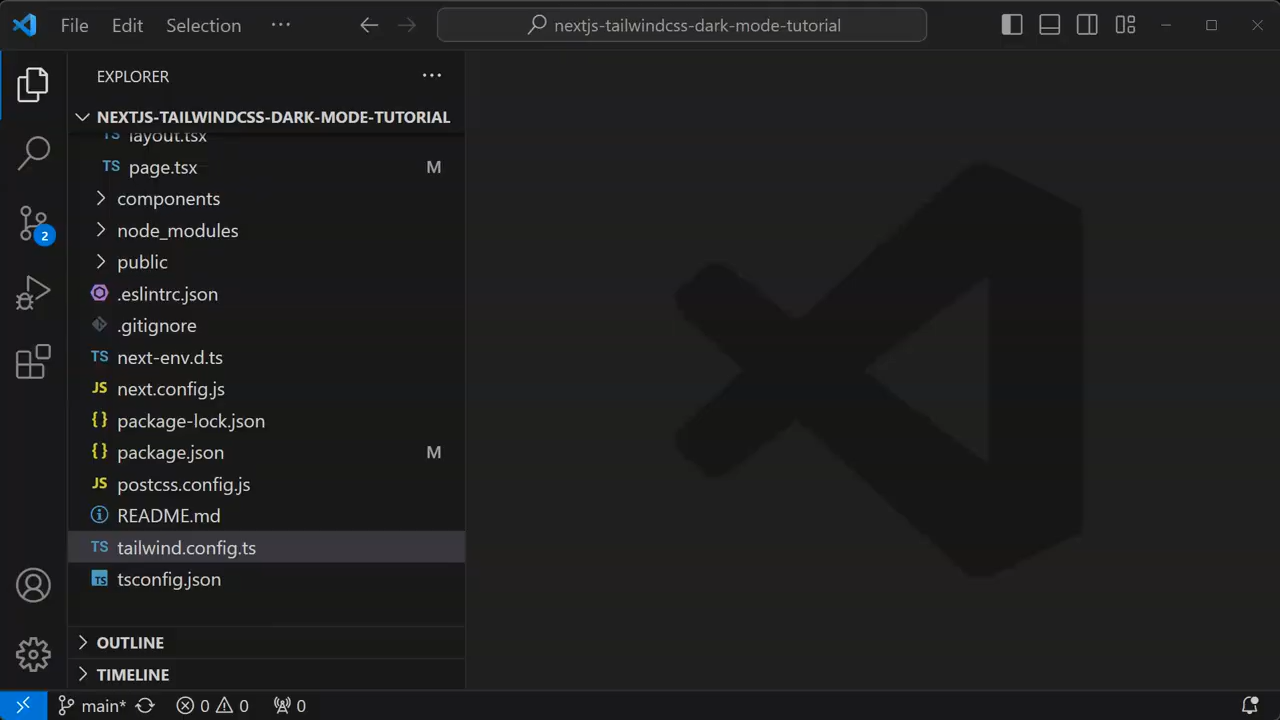 File Edit Selection ··· nextjs-tailwindcss-dark-mode-tutorial
EXPLORER ···
NEXTJS-TAILWINDCSS-DARK-MODE-TUTORIAL
TS layout.tsx
TS page.tsx M
components
node_modules
public
.eslintrc.json
.gitignore
TS next-env.d.ts
JS next.config.js
{} package-lock.json
{} package.json M
JS postcss.config.js
README.md
TS tailwind.config.ts
TS tsconfig.json
2
OUTLINE
TIMELINE
main* 0 0 0